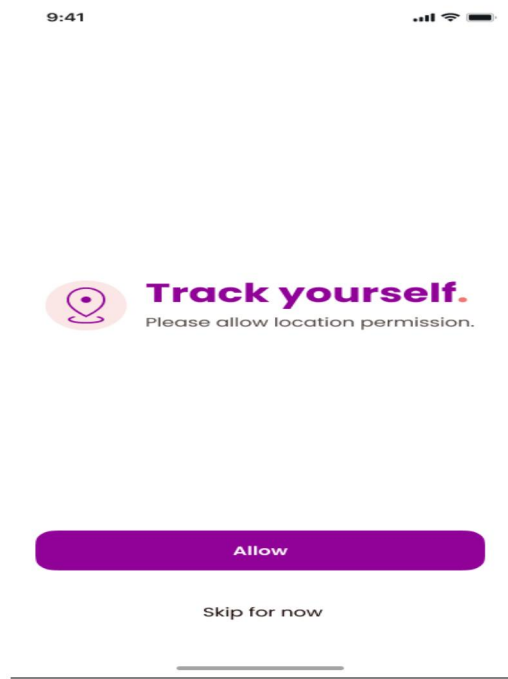 9:41
Track yourself.
Please allow location permission.
Allow
Skip for now